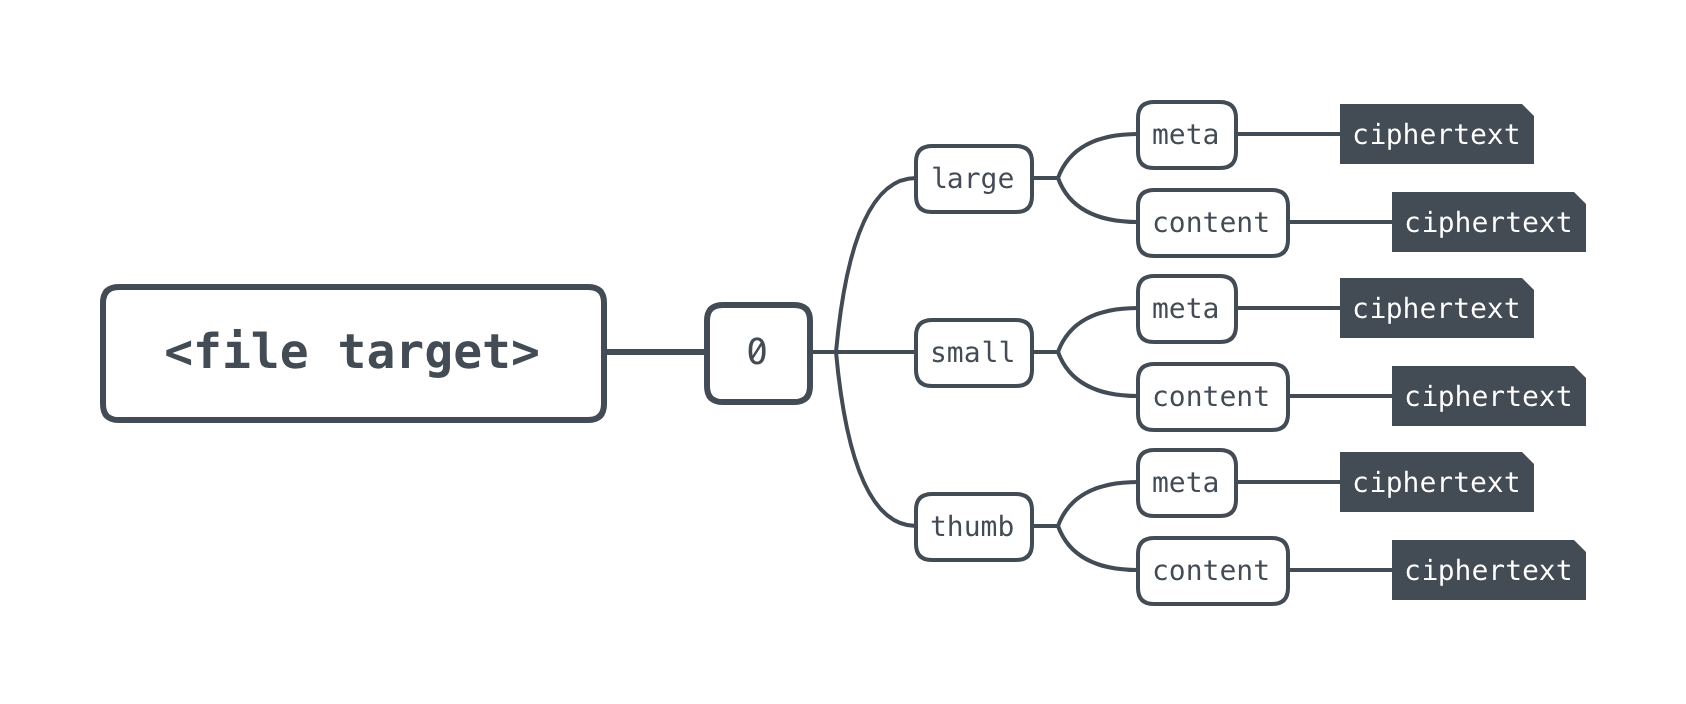 <file target>
0
large
meta
ciphertext
content
ciphertext
small
meta
ciphertext
content
ciphertext
thumb
meta
ciphertext
content
ciphertext